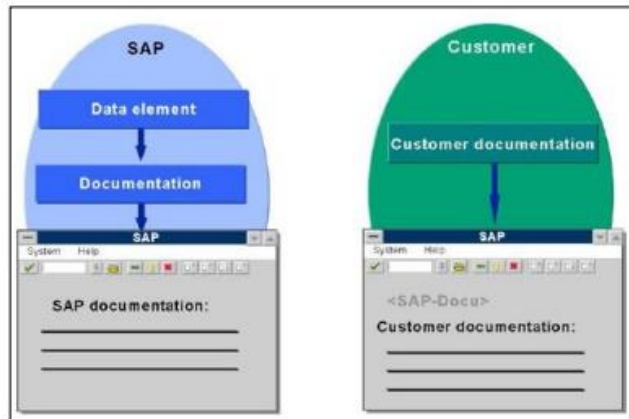 SAP
Data element
Documentation
SAP
System Help
SAP documentation:
Customer
Customer documentation
SAP
System Help
<SAP-Docu>
Customer documentation: